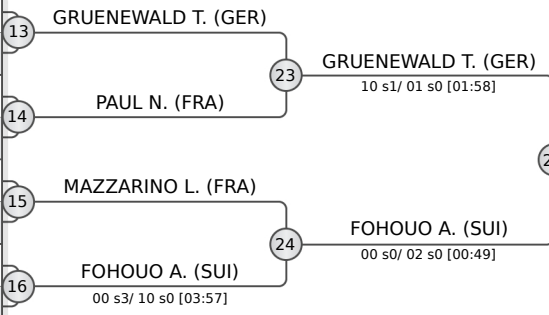 GRUENEWALD T. (GER)
13
23
GRUENEWALD T. (GER)
10 s1/ 01 s0 [01:58]
PAUL N. (FRA)
14
MAZZARINO L. (FRA)
15
24
FOHOUO A. (SUI)
00 s0/ 02 s0 [00:49]
FOHOUO A. (SUI)
16
00 s3/ 10 s0 [03:57]